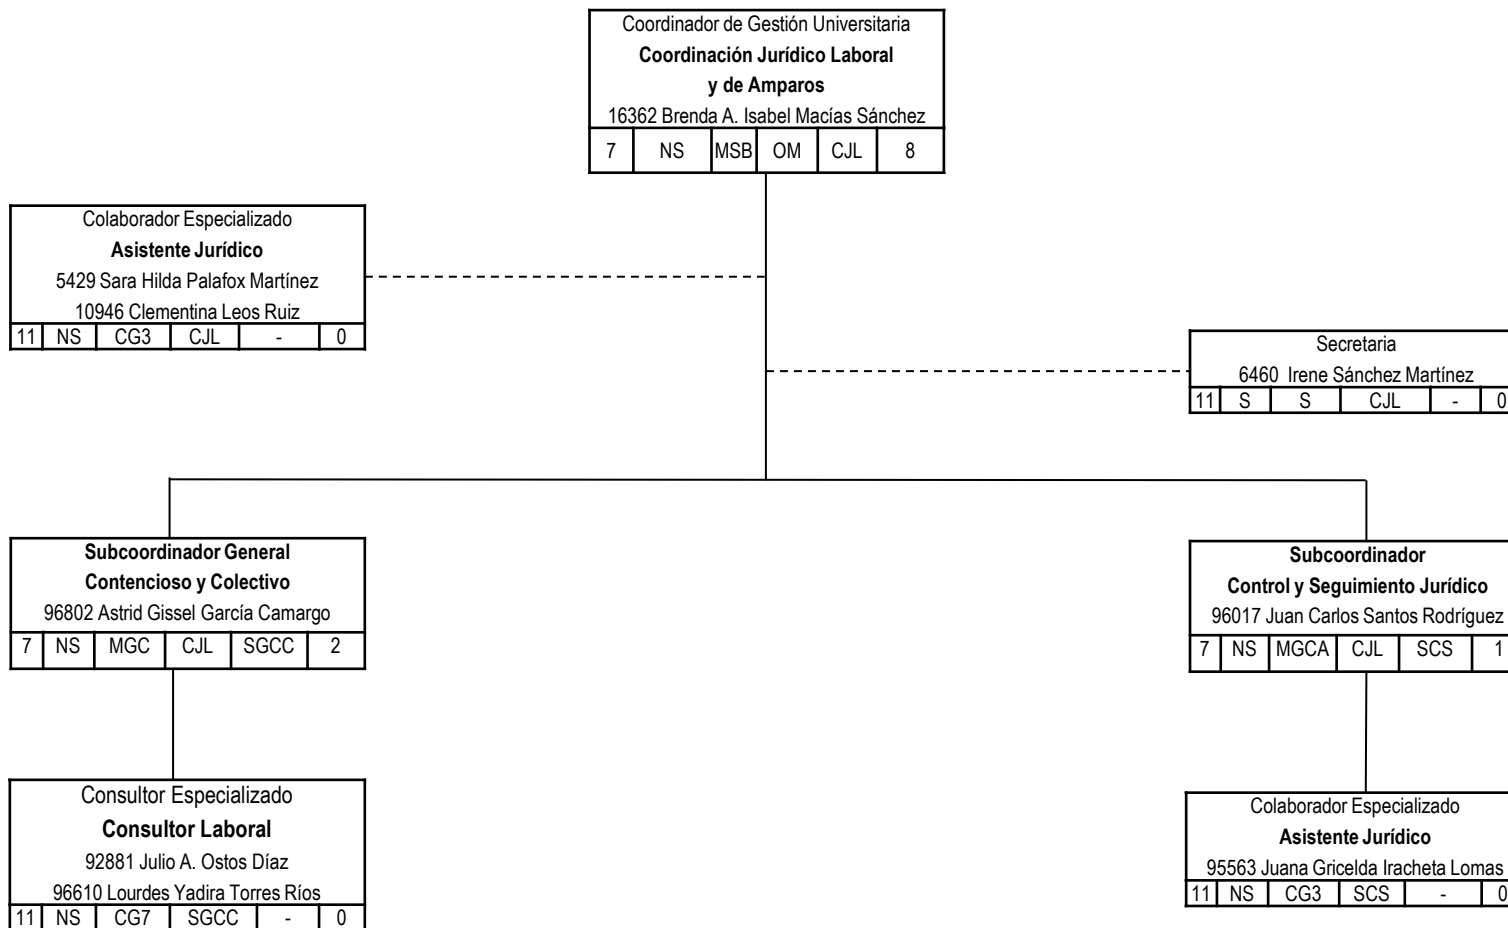 Coordinador de Gestión Universitaria
Coordinación Jurídico Laboral
y de Amparos
16362 Brenda A. Isabel Macías Sánchez
7 NS MSB OM CJL 8
Colaborador Especializado
Asistente Jurídico
5429 Sara Hilda Palafox Martínez
10946 Clementina Leos Ruiz
11 NS CG3 CJL - 0
Secretaria
6460 Irene Sánchez Martínez
11 S S CJL - 0
Subcoordinador General
Contencioso y Colectivo
96802 Astrid Gissel García Camargo
7 NS MGC CJL SGCC 2
Subcoordinador
Control y Seguimiento Jurídico
96017 Juan Carlos Santos Rodríguez
7 NS MGCA CJL SCS 1
Consultor Especializado
Consultor Laboral
92881 Julio A. Ostos Díaz
96610 Lourdes Yadira Torres Ríos
11 NS CG7 SGCC - 0
Colaborador Especializado
Asistente Jurídico
95563 Juana Gricelda Iracheta Lomas
11 NS CG3 SCS - 0